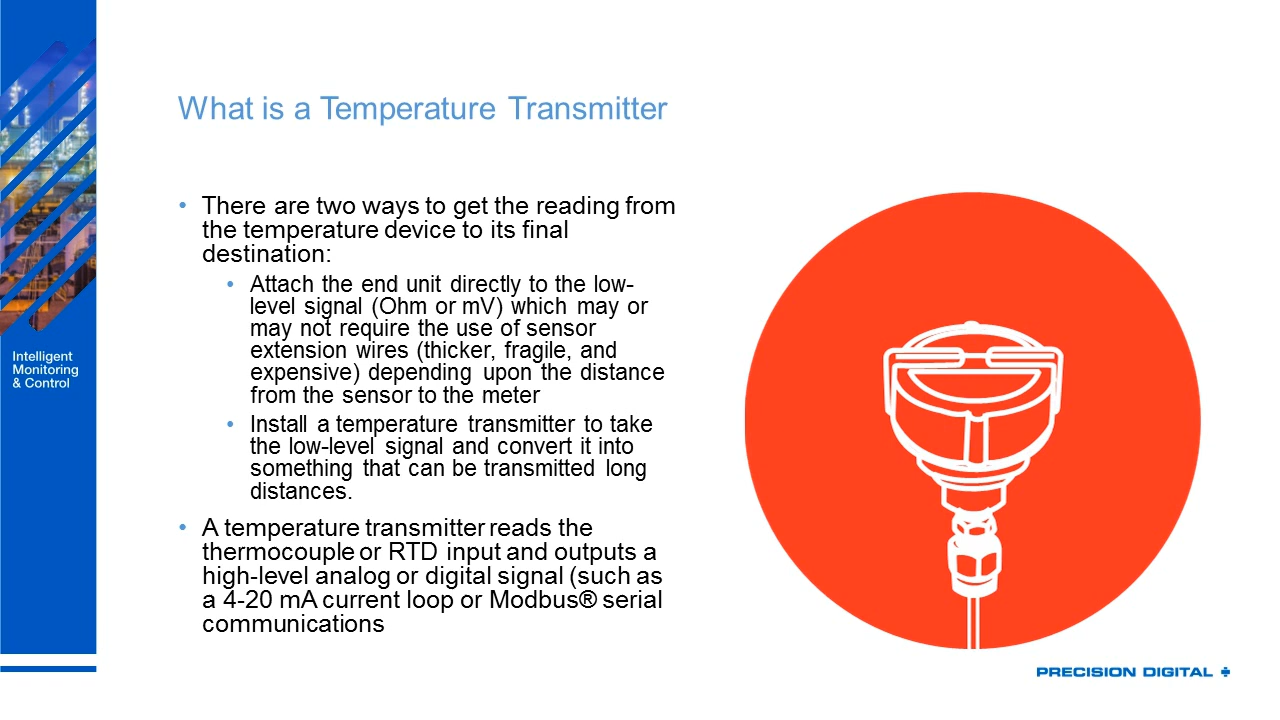 What is a Temperature Transmitter
• There are two ways to get the reading from
the temperature device to its final
destination:
• Attach the end unit directly to the low-
level signal (Ohm or mV) which may or
may not require the use of sensor
extension wires (thicker, fragile, and
expensive) depending upon the distance
from the sensor to the meter
• Install a temperature transmitter to take
the low-level signal and convert it into
something that can be transmitted long
distances.
• A temperature transmitter reads the
thermocouple or RTD input and outputs a
high-level analog or digital signal (such as
a 4-20 mA current loop or Modbus® serial
communications
Intelligent
Monitoring
& Control
PRECISION DIGITAL